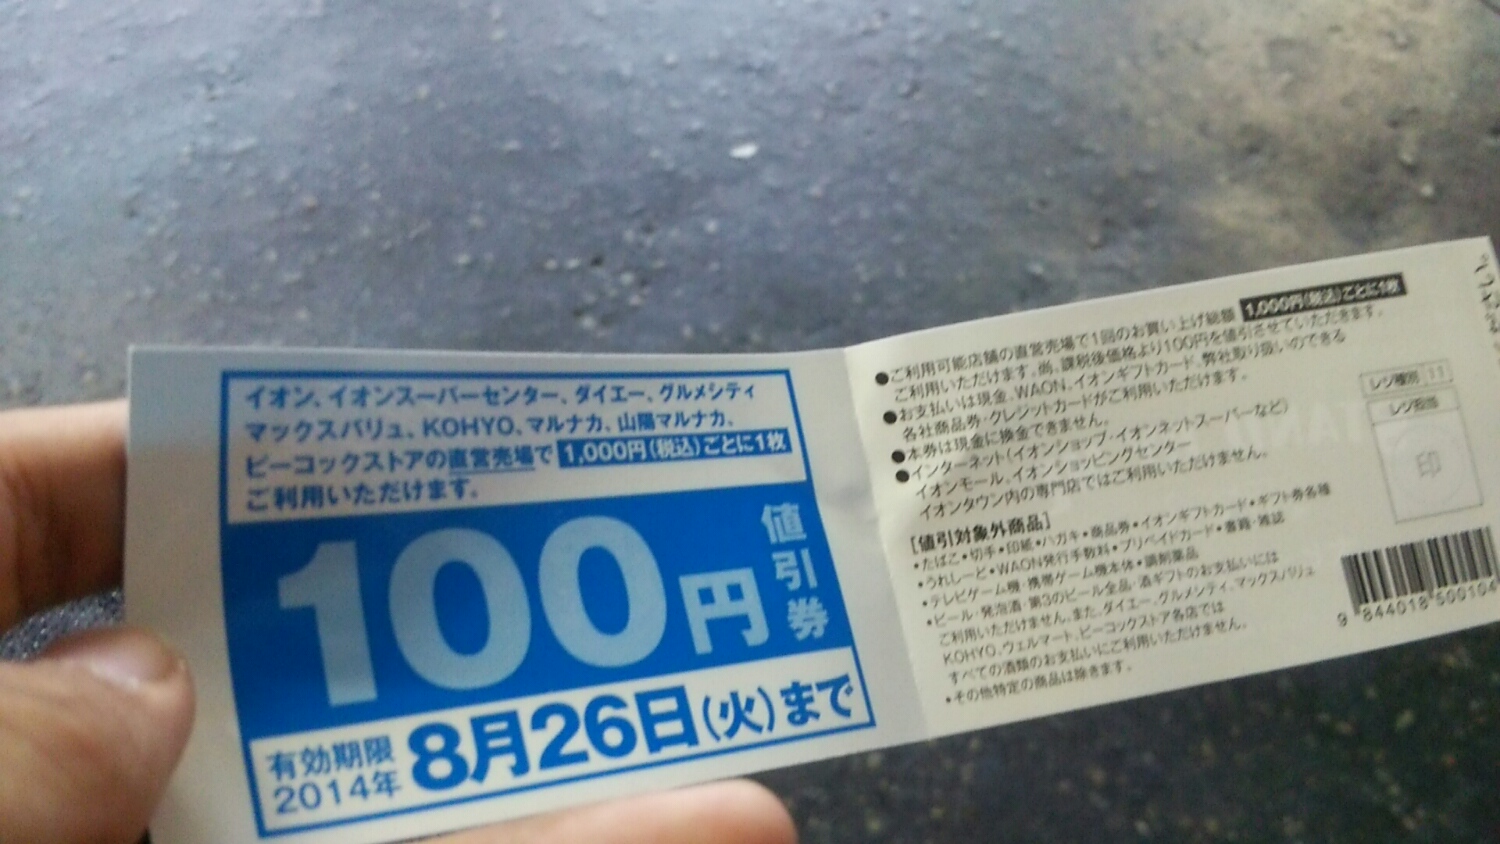 イオン、イオンスーパーセンター、ダイエー、グルメシティ
マックスバリュ、KOHYO、マルナカ、山陽マルナカ、
ピーコックストアの直営売場で 1,000円(税込)ごとに1枚
ご利用いただけます。
100円
値引券
有効期限
2014年
8月26日(火)まで
●ご利用可能店舗の直営売場で1回のお買い上げ総額 1,000円(税込)ごとに1枚
ご利用いただけます。尚、課税後価格より100円を値引させていただきます。
●お支払いは現金、WAON、イオンギフトカード、弊社取り扱いのできる
各社商品券・クレジットカードがご利用いただけます。
●本券は現金に換金できません。
●インターネット(イオンショップ・イオンネットスーパーなど)
イオンモール、イオンショッピングセンター
イオンタウン内の専門店ではご利用いただけません。
[値引対象外商品]
•たばこ•切手•印紙•ハガキ•商品券•イオンギフトカード•ギフト券各種
•うれしーど•WAON発行手数料•プリペイドカード•書籍・雑誌
•テレビゲーム機・携帯ゲーム機本体・調剤薬品
•ビール・発泡酒・第3のビール全品・酒ギフトのお支払いには
ご利用いただけません。また、ダイエー、グルメシティ、マックスバリュ
KOHYO、ウェルマート、ピーコックストア各店では
すべての酒類のお支払いにご利用いただけません。
•その他特定の商品は除きます。
レジ種別 11
レジ担当
印
9 844018 500104